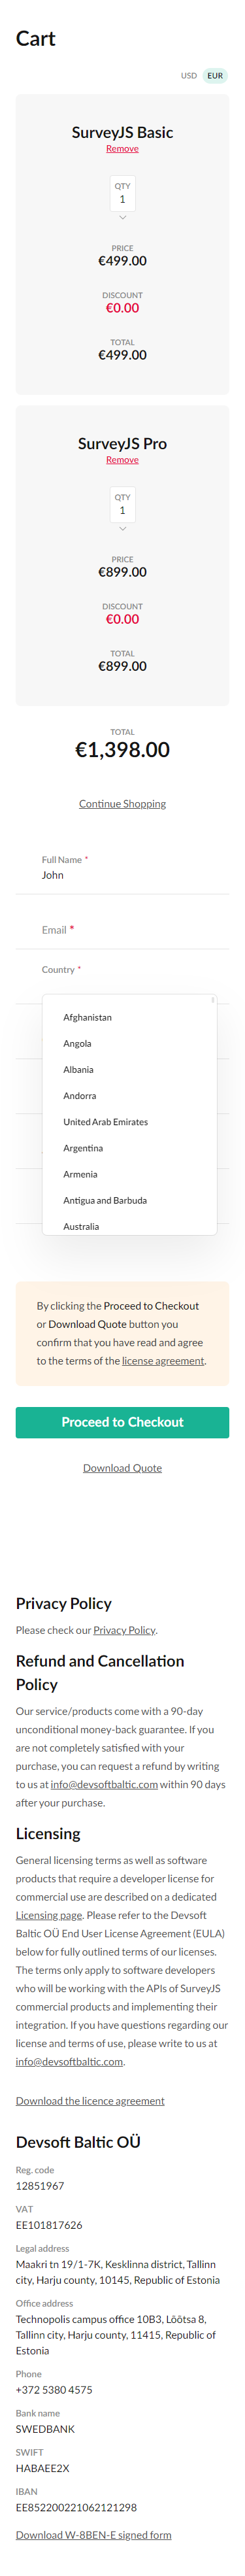 Cart
USD EUR
SurveyJS Basic
Remove
QTY
1
PRICE
€499.00
DISCOUNT
€0.00
TOTAL
€499.00
SurveyJS Pro
Remove
QTY
1
PRICE
€899.00
DISCOUNT
€0.00
TOTAL
€899.00
TOTAL
€1,398.00
Continue Shopping
Full Name *
John
Email *
Country *
Afghanistan
Angola
Albania
Andorra
United Arab Emirates
Argentina
Armenia
Antigua and Barbuda
Australia
By clicking the Proceed to Checkout
or Download Quote button you
confirm that you have read and agree
to the terms of the license agreement.
Proceed to Checkout
Download Quote
Privacy Policy
Please check our Privacy Policy.
Refund and Cancellation
Policy
Our service/products come with a 90-day
unconditional money-back guarantee. If you
are not completely satisfied with your
purchase, you can request a refund by writing
to us at info@devsoftbaltic.com within 90 days
after your purchase.
Licensing
General licensing terms as well as software
products that require a developer license for
commercial use are described on a dedicated
Licensing page. Please refer to the Devsoft
Baltic OÜ End User License Agreement (EULA)
below for fully outlined terms of our licenses.
The terms only apply to software developers
who will be working with the APIs of SurveyJS
commercial products and implementing their
integration. If you have questions regarding our
license and terms of use, please write to us at
info@devsoftbaltic.com.
Download the licence agreement
Devsoft Baltic OÜ
Reg. code
12851967
VAT
EE101817626
Legal address
Maakri tn 19/1-7K, Kesklinna district, Tallinn
city, Harju county, 10145, Republic of Estonia
Office address
Technopolis campus office 10B3, Lõõtsa 8,
Tallinn city, Harju county, 11415, Republic of
Estonia
Phone
+372 5380 4575
Bank name
SWEDBANK
SWIFT
HABAEE2X
IBAN
EE852200221062121298
Download W-8BEN-E signed form